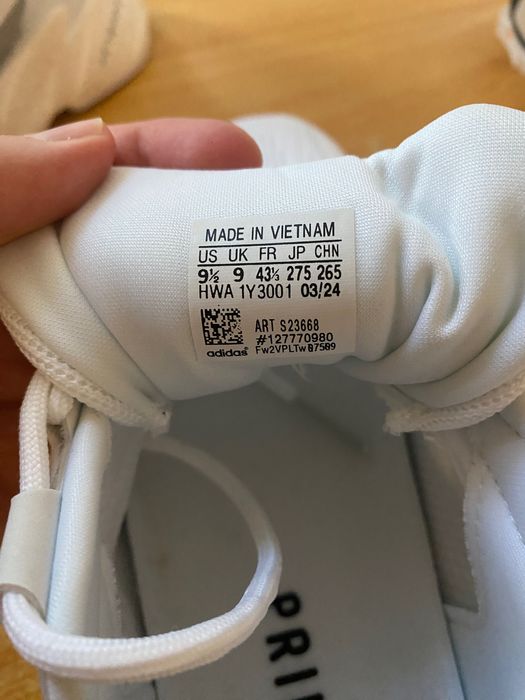 MADE IN VIETNAM
US UK FR JP CHN
9½ 9 43⅓ 275 265
HWA 1Y3001 03/24
ART S23668
#127770980
adidas Fw2VPLTw07509
PRI